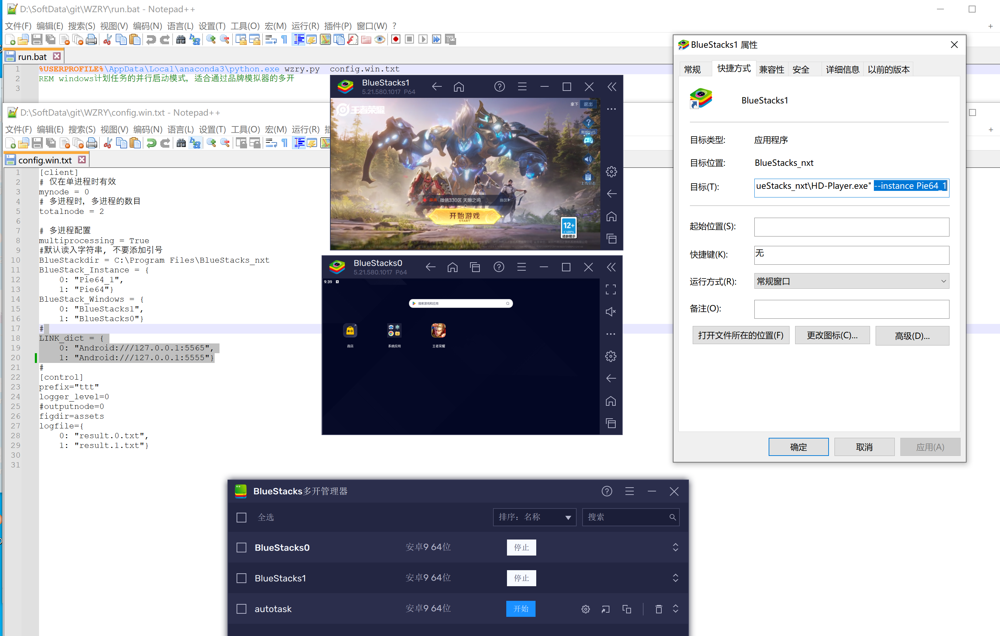 D:\SoftData\git\WZRY\run.bat - Notepad++
文件(F) 编辑(E) 搜索(S) 视图(V) 编码(N) 语言(L) 设置(T) 工具(O) 宏(M) 运行(R) 插件(P) 窗口(W) ?
run.bat
1 %USERPROFILE%\AppData\Local\anaconda3\python.exe wzry.py  config.win.txt
2 REM windows计划任务的并行启动模式, 适合通过品牌模拟器的多开
3
D:\SoftData\git\WZRY\config.win.txt - Notepad++
文件(F) 编辑(E) 搜索(S) 视图(V) 编码(N) 语言(L) 设置(T) 工具(O) 宏(M) 运行(R)
config.win.txt
1 [client]
2 # 仅在单进程时有效
3 mynode = 0
4 # 多进程时, 多进程的数目
5 totalnode = 2
6
7 # 多进程配置
8 multiprocessing = True
9 #默认读入字符串, 不要添加引号
10 BlueStackdir = C:\Program Files\BlueStacks_nxt
11 BlueStack_Instance = {
12     0: "Pie64_1",
13     1: "Pie64"}
14 BlueStack_Windows = {
15     0: "BlueStacks1",
16     1: "BlueStacks0"}
17 #
18 LINK_dict = {
19     0: "Android:///127.0.0.1:5565",
20     1: "Android:///127.0.0.1:5555"}
21 #
22 [control]
23 prefix="ttt"
24 logger_level=0
25 #outputnode=0
26 figdir=assets
27 logfile={
28     0: "result.0.txt",
29     1: "result.1.txt"}
30
31
BlueStacks1
5.21.580.1017 P64
王者荣耀
拿下 退出
离线5V5
上传日志
微信330区 天隙之鸣 换区
开始游戏
START
12+
CADPA
适龄提示
BlueStacks0
5.21.580.1017 P64
9:39
搜索游戏和应用
商店 系统应用 王者荣耀
BlueStacks1 属性
常规 快捷方式 兼容性 安全 详细信息 以前的版本
BlueStacks1
目标类型: 应用程序
目标位置: BlueStacks_nxt
目标(T): ueStacks_nxt\HD-Player.exe" --instance Pie64_1
起始位置(S):
快捷键(K): 无
运行方式(R): 常规窗口
备注(O):
打开文件所在的位置(F) 更改图标(C)... 高级(D)...
确定 取消 应用(A)
BlueStacks多开管理器
全选 排序: 名称 搜索
BlueStacks0 安卓9 64位 停止
BlueStacks1 安卓9 64位 停止
autotask 安卓9 64位 开始